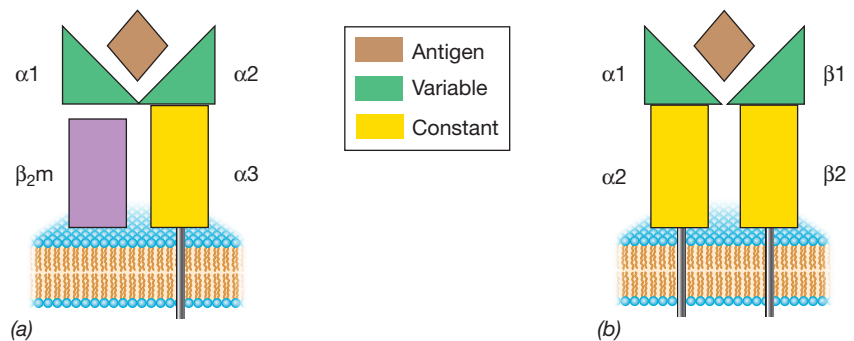 α1
α2
β₂m
α3
(a)
Antigen
Variable
Constant
α1
β1
α2
β2
(b)